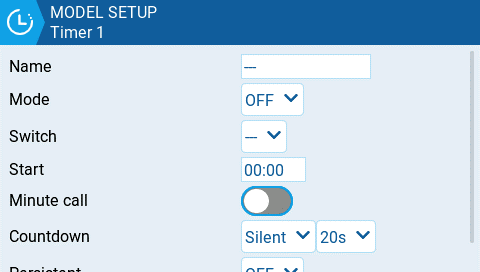 MODEL SETUP
Timer 1
Name ---
Mode OFF
Switch ---
Start 00:00
Minute call
Countdown Silent 20s
Persistent OFF